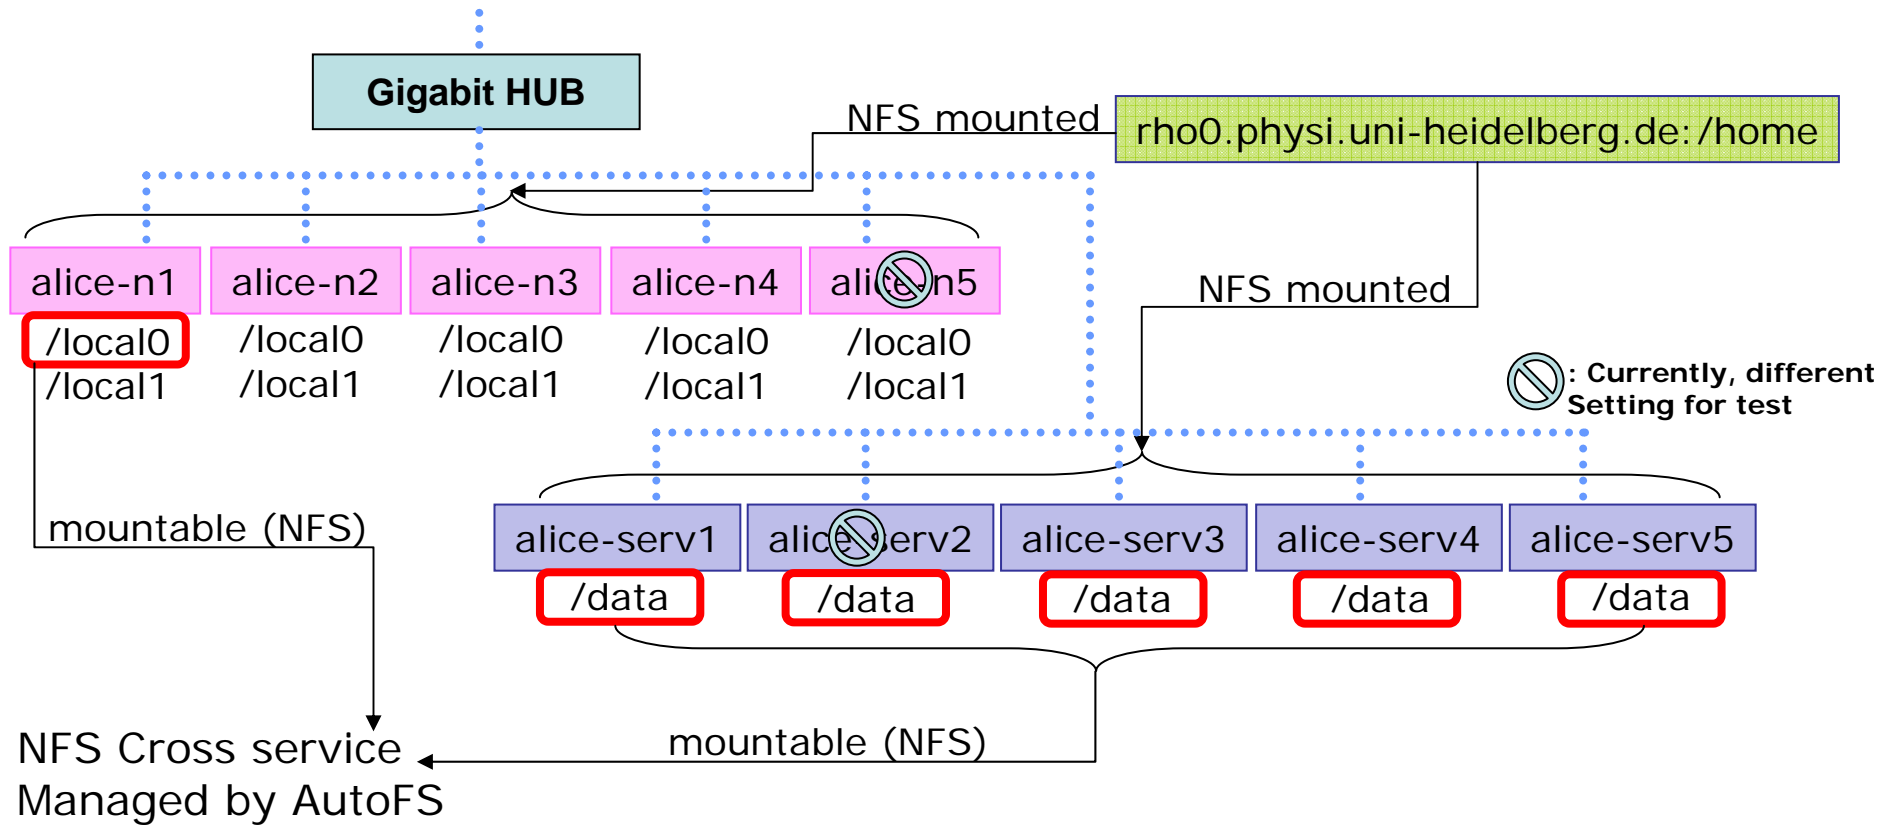 Gigabit HUB
NFS mounted
rho0.physi.uni-heidelberg.de:/home
alice-n1
alice-n2
alice-n3
alice-n4
alice-n5
/local0
/local0
/local0
/local0
/local0
/local1
/local1
/local1
/local1
/local1
NFS mounted
: Currently, different
Setting for test
mountable (NFS)
alice-serv1
alice-serv2
alice-serv3
alice-serv4
alice-serv5
/data
/data
/data
/data
/data
mountable (NFS)
NFS Cross service
Managed by AutoFS